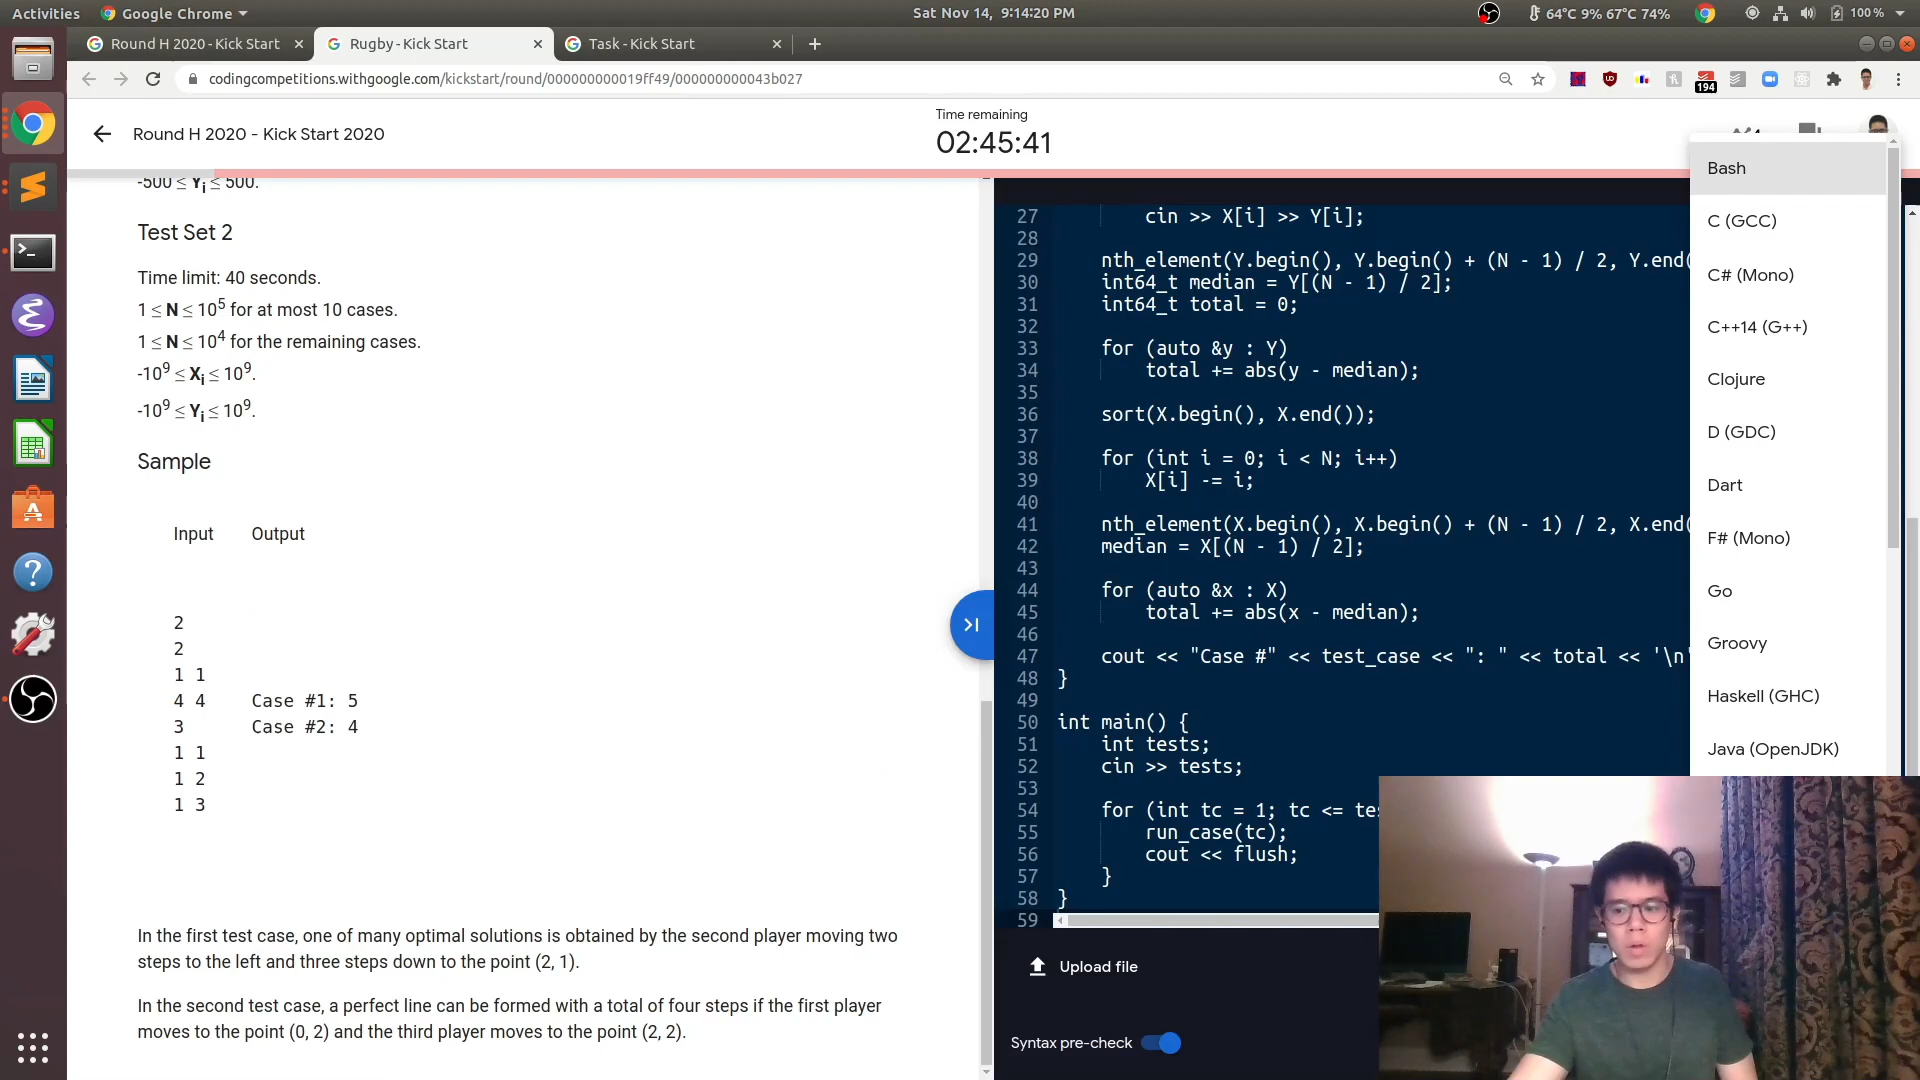 Activities
Google Chrome
Sat Nov 14, 9:14:20 PM
64°C 9% 67°C 74%
100 %
Round H 2020 - Kick Start
Rugby - Kick Start
Task - Kick Start
codingcompetitions.withgoogle.com/kickstart/round/000000000019ff49/000000000043b027
194
Round H 2020 - Kick Start 2020
Time remaining
02:45:41
-500 ≤ Yi ≤ 500.
Test Set 2
Time limit: 40 seconds.
1 ≤ N ≤ 10^5 for at most 10 cases.
1 ≤ N ≤ 10^4 for the remaining cases.
-10^9 ≤ Xi ≤ 10^9.
-10^9 ≤ Yi ≤ 10^9.
Sample
Input Output
2
2
1 1
4 4 Case #1: 5
3 Case #2: 4
1 1
1 2
1 3
In the first test case, one of many optimal solutions is obtained by the second player moving two
steps to the left and three steps down to the point (2, 1).
In the second test case, a perfect line can be formed with a total of four steps if the first player
moves to the point (0, 2) and the third player moves to the point (2, 2).
27 cin >> X[i] >> Y[i];
28
29 nth_element(Y.begin(), Y.begin() + (N - 1) / 2, Y.end(
30 int64_t median = Y[(N - 1) / 2];
31 int64_t total = 0;
32
33 for (auto &y : Y)
34 total += abs(y - median);
35
36 sort(X.begin(), X.end());
37
38 for (int i = 0; i < N; i++)
39 X[i] -= i;
40
41 nth_element(X.begin(), X.begin() + (N - 1) / 2, X.end(
42 median = X[(N - 1) / 2];
43
44 for (auto &x : X)
45 total += abs(x - median);
46
47 cout << "Case #" << test_case << ": " << total << '\n'
48 }
49
50 int main() {
51 int tests;
52 cin >> tests;
53
54 for (int tc = 1; tc <= tes
55 run_case(tc);
56 cout << flush;
57 }
58 }
59
Upload file
Syntax pre-check
Bash
C (GCC)
C# (Mono)
C++14 (G++)
Clojure
D (GDC)
Dart
F# (Mono)
Go
Groovy
Haskell (GHC)
Java (OpenJDK)